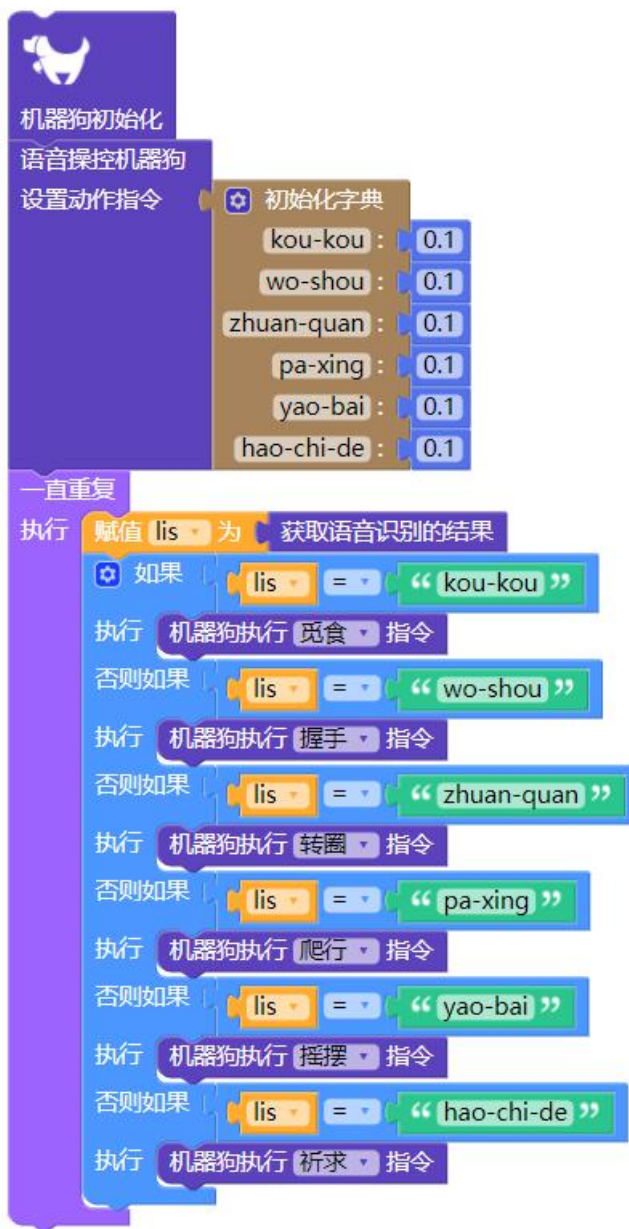 机器狗初始化
语音操控机器狗
设置动作指令 初始化字典
kou-kou : 0.1
wo-shou : 0.1
zhuan-quan : 0.1
pa-xing : 0.1
yao-bai : 0.1
hao-chi-de : 0.1
一直重复
执行 赋值 lis 为 获取语音识别的结果
如果 lis = “ kou-kou ”
执行 机器狗执行 觅食 指令
否则如果 lis = “ wo-shou ”
执行 机器狗执行 握手 指令
否则如果 lis = “ zhuan-quan ”
执行 机器狗执行 转圈 指令
否则如果 lis = “ pa-xing ”
执行 机器狗执行 爬行 指令
否则如果 lis = “ yao-bai ”
执行 机器狗执行 摇摆 指令
否则如果 lis = “ hao-chi-de ”
执行 机器狗执行 祈求 指令